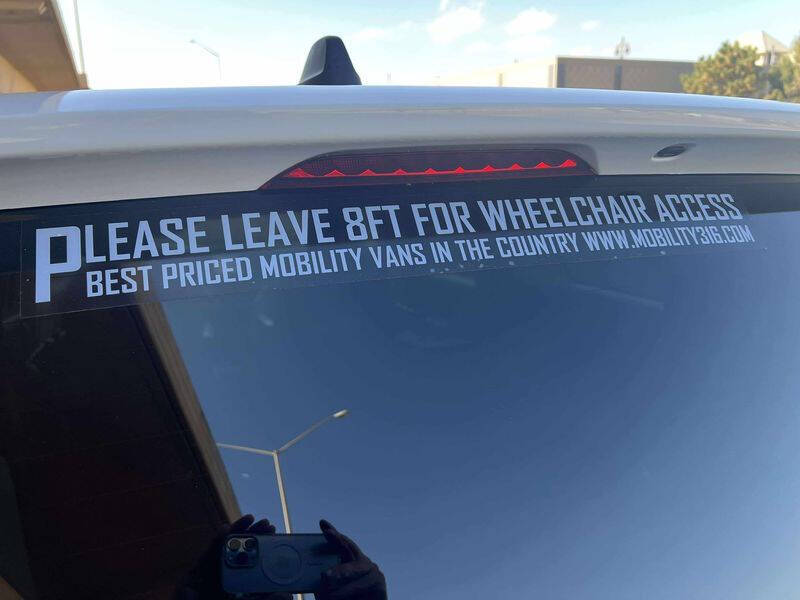 PLEASE LEAVE 8FT FOR WHEELCHAIR ACCESS
BEST PRICED MOBILITY VANS IN THE COUNTRY WWW.MOBILITY316.COM